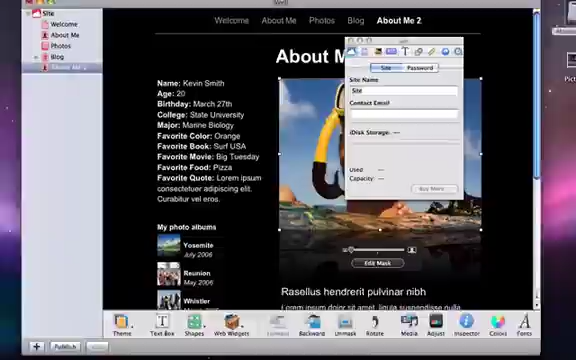 Site
Welcome
About Me
Photos
Blog
About Me 2
Welcome About Me Photos Blog About Me 2
About M
Name: Kevin Smith
Age: 20
Birthday: March 27th
College: State University
Major: Marine Biology
Favorite Color: Orange
Favorite Book: Surf USA
Favorite Movie: Big Tuesday
Favorite Food: Pizza
Favorite Quote: Lorem ipsum
consectetuer adipiscing elit.
Curabitur vel eros.
My photo albums
Yosemite
July 2006
Reunion
May 2006
Whistler
Site Password
Site Name
Site
Contact Email
iDisk Storage: ---
Used: ---
Capacity: ---
Buy More
Edit Mask
Rasellus hendrerit pulvinar nibh
Lorem ipsum
Theme Text Box Shapes Web Widgets Forward Backward Unmask Rotate Media Adjust Inspector Colors Fonts
Publish